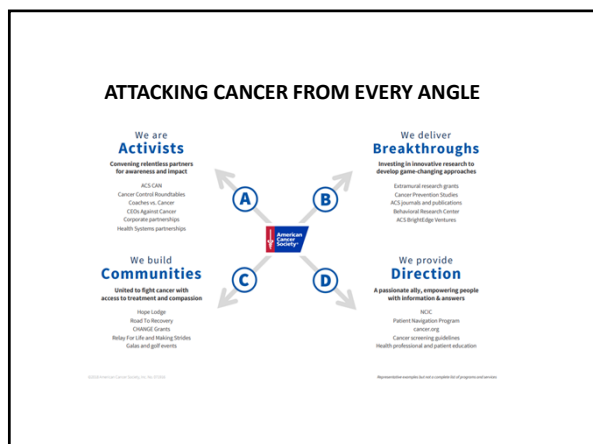 ATTACKING CANCER FROM EVERY ANGLE
We are
Activists
Convening relentless partners
for awareness and impact
ACS CAN
Cancer Control Roundtables
Coaches vs. Cancer
CEOs Against Cancer
Corporate partnerships
Health Systems partnerships
A
We deliver
Breakthroughs
Investing in innovative research to
develop game-changing approaches
Extramural research grants
Cancer Prevention Studies
ACS journals and publications
Behavioral Research Center
ACS BrightEdge Ventures
B
American
Cancer
Society®
We build
Communities
United to fight cancer with
access to treatment and compassion
Hope Lodge
Road To Recovery
CHANGE Grants
Relay For Life and Making Strides
Galas and golf events
C
We provide
Direction
A passionate ally, empowering people
with information & answers
NCIC
Patient Navigation Program
cancer.org
Cancer screening guidelines
Health professional and patient education
D
American Cancer Society, Inc.
Representative examples, but not a complete list of programs and services